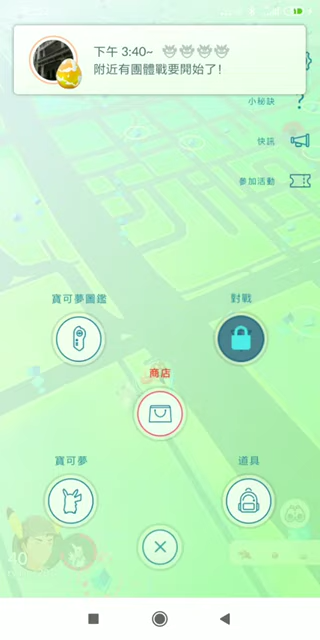 下午 3:40~
附近有團體戰要開始了!
小秘訣
快訊
參加活動
寶可夢圖鑑
對戰
商店
寶可夢
道具
40